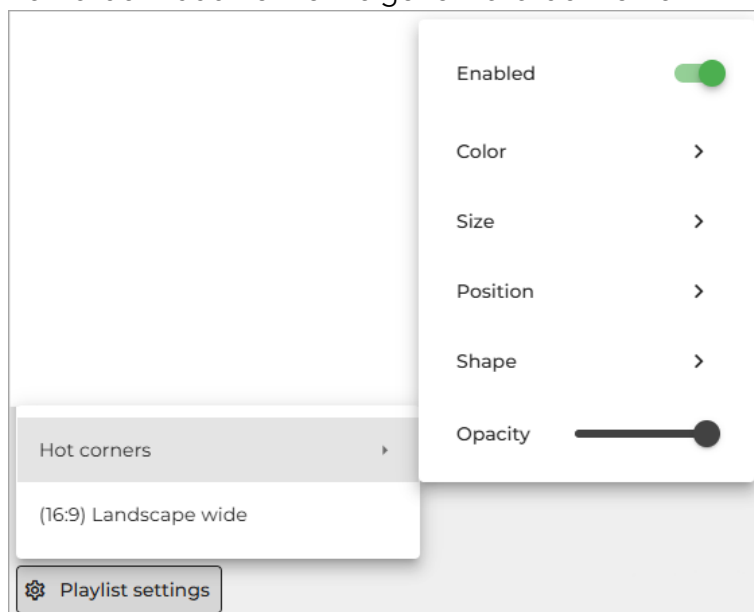 Enabled
Color
Size
Position
Shape
Opacity
Hot corners
(16:9) Landscape wide
Playlist settings